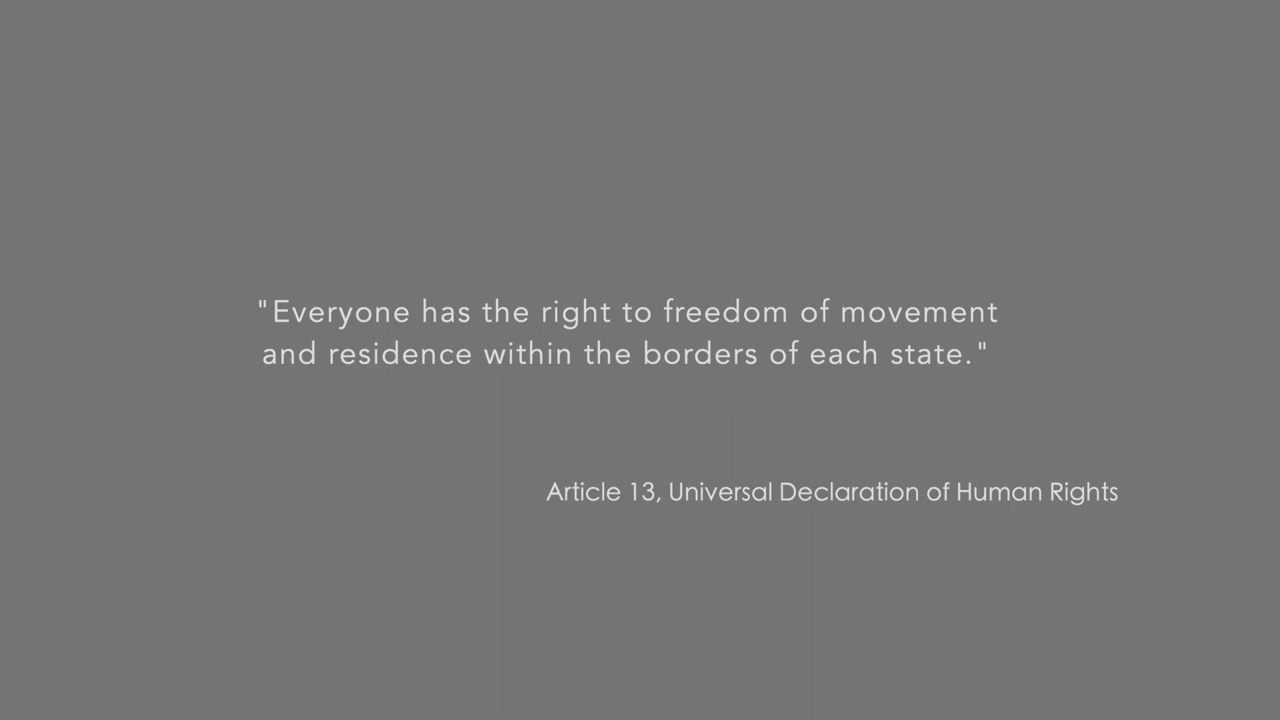 "Everyone has the right to freedom of movement
and residence within the borders of each state."
Article 13, Universal Declaration of Human Rights